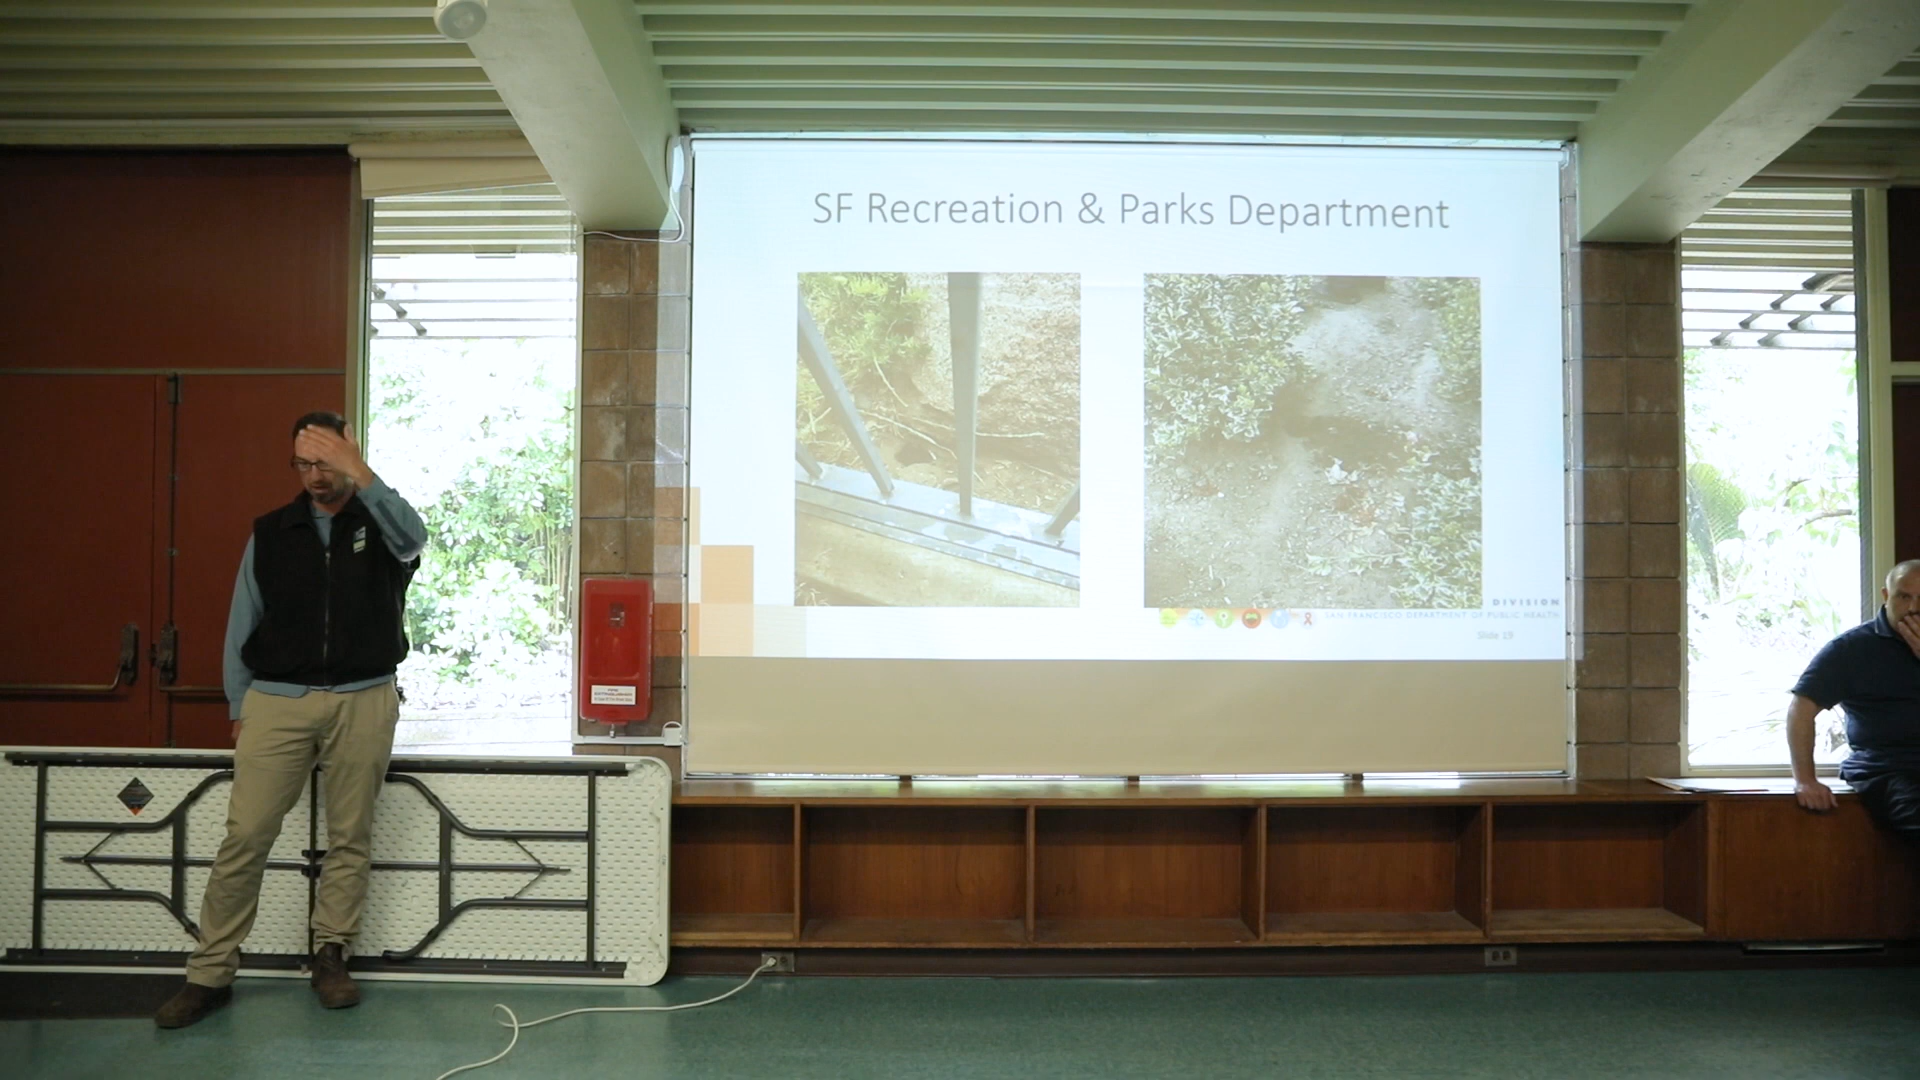 SF Recreation & Parks Department
DIVISION
SAN FRANCISCO DEPARTMENT OF PUBLIC HEALTH
Slide 19